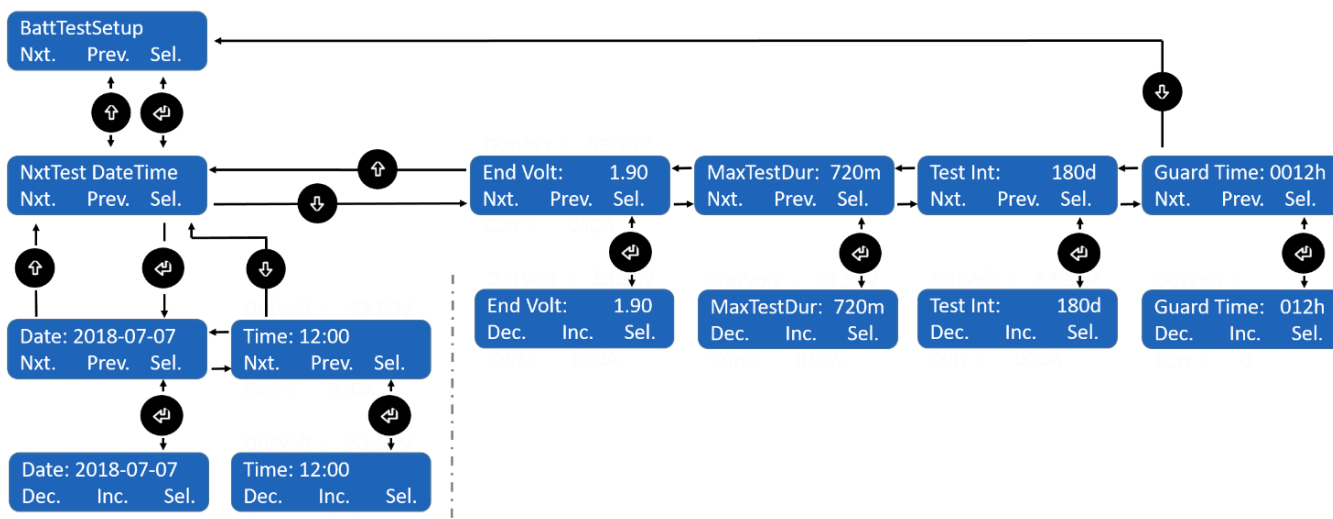 BattTestSetup
Nxt. Prev. Sel.
NxtTest DateTime
Nxt. Prev. Sel.
End Volt: 1.90
Nxt. Prev. Sel.
MaxTestDur: 720m
Nxt. Prev. Sel.
Test Int: 180d
Nxt. Prev. Sel.
Guard Time: 0012h
Nxt. Prev. Sel.
End Volt: 1.90
Dec. Inc. Sel.
MaxTestDur: 720m
Dec. Inc. Sel.
Test Int: 180d
Dec. Inc. Sel.
Guard Time: 012h
Dec. Inc. Sel.
Date: 2018-07-07
Nxt. Prev. Sel.
Time: 12:00
Nxt. Prev. Sel.
Date: 2018-07-07
Dec. Inc. Sel.
Time: 12:00
Dec. Inc. Sel.